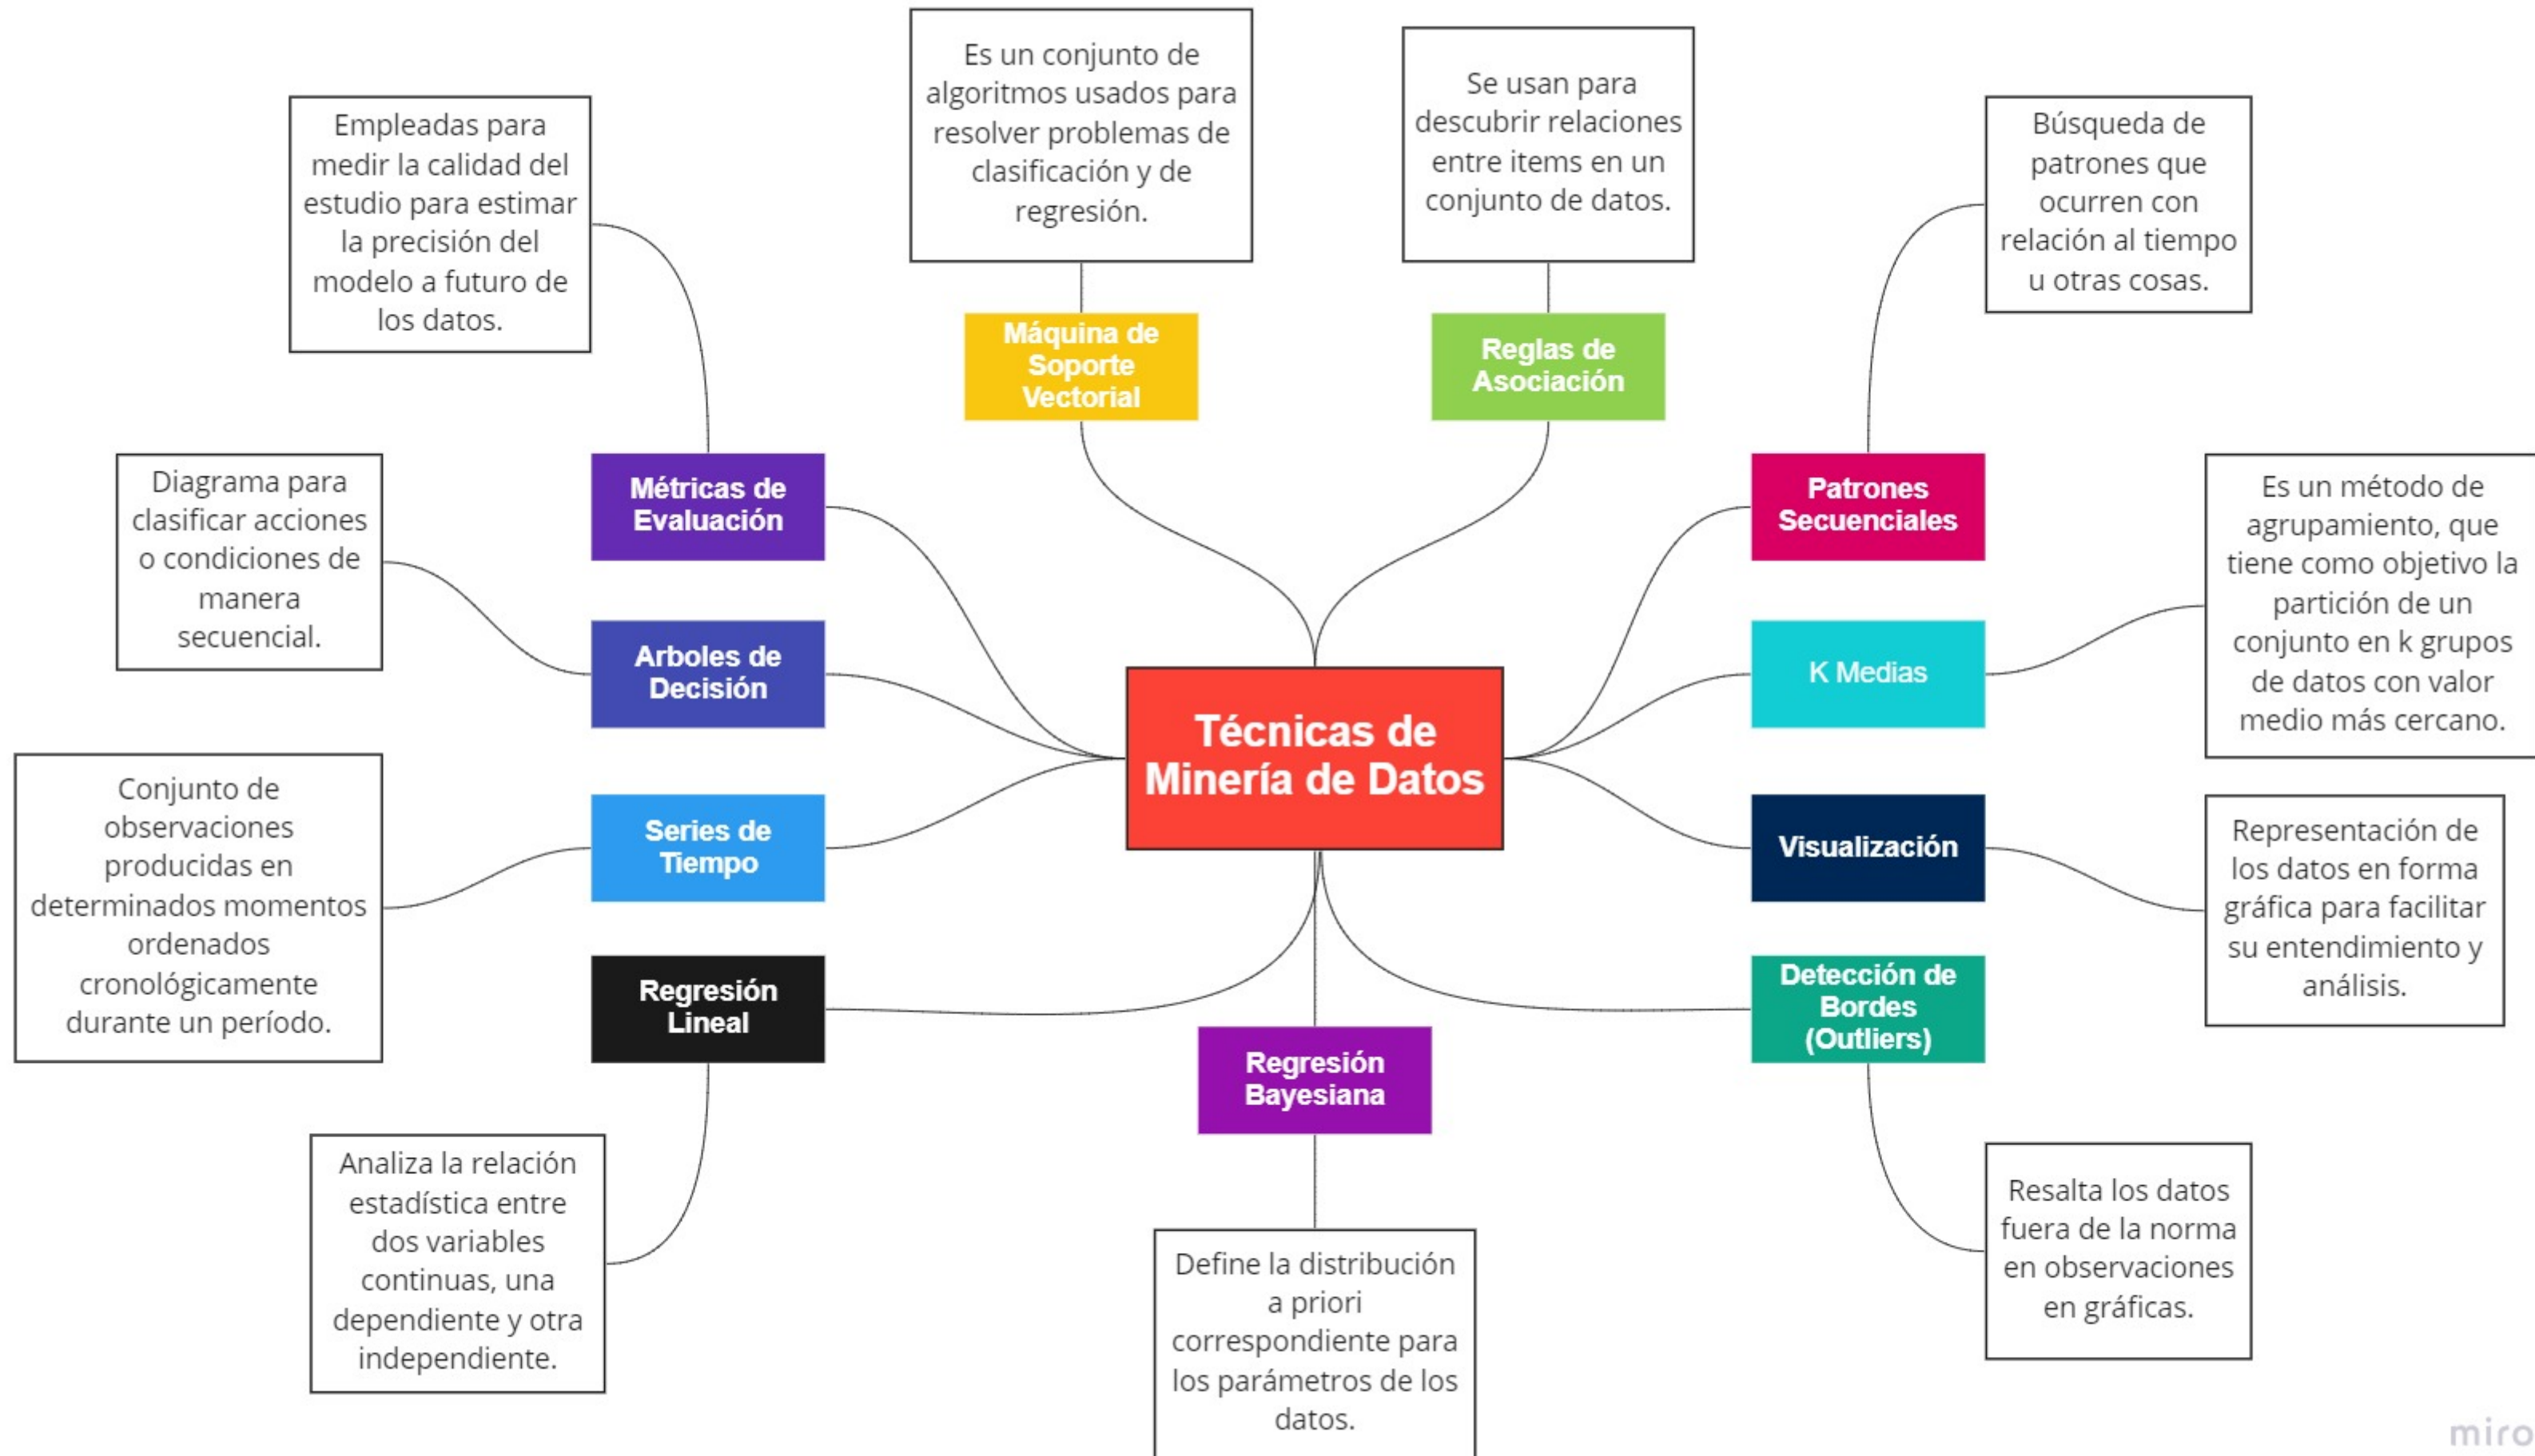 Es un conjunto de
algoritmos usados para
resolver problemas de
clasificación y de
regresión.
Se usan para
descubrir relaciones
entre items en un
conjunto de datos.
Empleadas para
medir la calidad del
estudio para estimar
la precisión del
modelo a futuro de
los datos.
Búsqueda de
patrones que
ocurren con
relación al tiempo
u otras cosas.
Máquina de
Soporte
Vectorial
Reglas de
Asociación
Diagrama para
clasificar acciones
o condiciones de
manera
secuencial.
Métricas de
Evaluación
Patrones
Secuenciales
Es un método de
agrupamiento, que
tiene como objetivo la
partición de un
conjunto en k grupos
de datos con valor
medio más cercano.
Arboles de
Decisión
K Medias
Técnicas de
Minería de Datos
Conjunto de
observaciones
producidas en
determinados momentos
ordenados
cronológicamente
durante un período.
Series de
Tiempo
Visualización
Representación de
los datos en forma
gráfica para facilitar
su entendimiento y
análisis.
Regresión
Lineal
Detección de
Bordes
(Outliers)
Regresión
Bayesiana
Analiza la relación
estadística entre
dos variables
continuas, una
dependiente y otra
independiente.
Define la distribución
a priori
correspondiente para
los parámetros de los
datos.
Resalta los datos
fuera de la norma
en observaciones
en gráficas.
miro